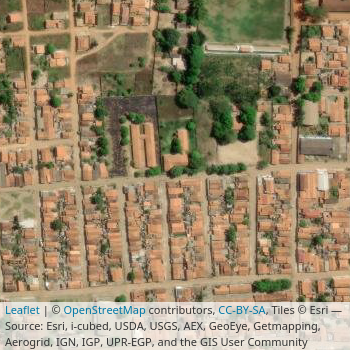 Leaflet | © OpenStreetMap contributors, CC-BY-SA, Tiles © Esri —
Source: Esri, i-cubed, USDA, USGS, AEX, GeoEye, Getmapping,
Aerogrid, IGN, IGP, UPR-EGP, and the GIS User Community